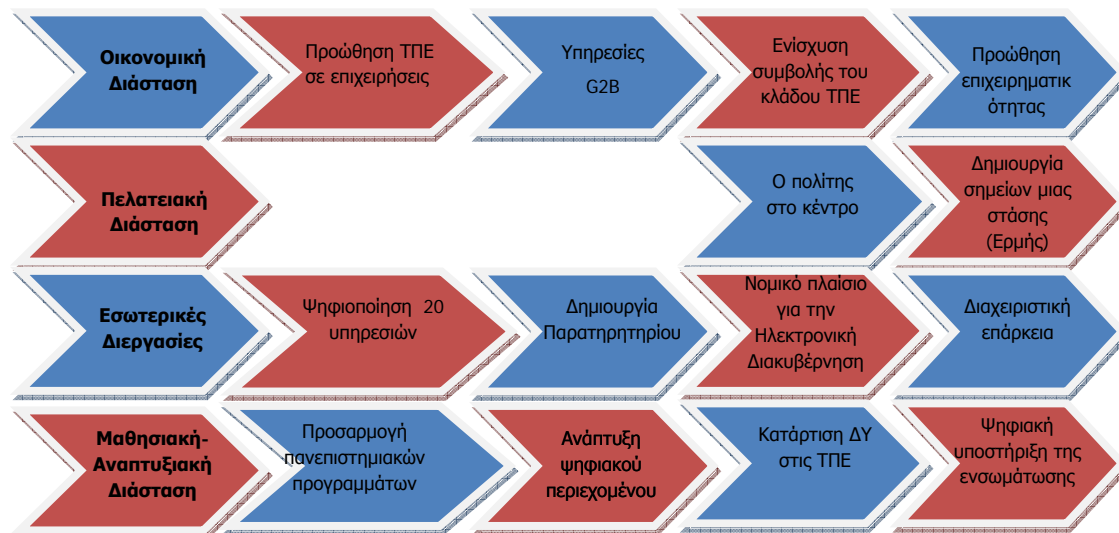 Οικονομική
Διάσταση
Προώθηση ΤΠΕ
σε επιχειρήσεις
Υπηρεσίες
G2B
Ενίσχυση
συμβολής του
κλάδου ΤΠΕ
Προώθηση
επιχειρηματικ
ότητας
Πελατειακή
Διάσταση
Ο πολίτης
στο κέντρο
Δημιουργία
σημείων μιας
στάσης
(Ερμής)
Εσωτερικές
Διεργασίες
Ψηφιοποίηση 20
υπηρεσιών
Δημιουργία
Παρατηρητηρίου
Νομικό πλαίσιο
για την
Ηλεκτρονική
Διακυβέρνηση
Διαχειριστική
επάρκεια
Μαθησιακή-
Αναπτυξιακή
Διάσταση
Προσαρμογή
πανεπιστημιακών
προγραμμάτων
Ανάπτυξη
ψηφιακού
περιεχομένου
Κατάρτιση ΔΥ
στις ΤΠΕ
Ψηφιακή
υποστήριξη της
ενσωμάτωσης